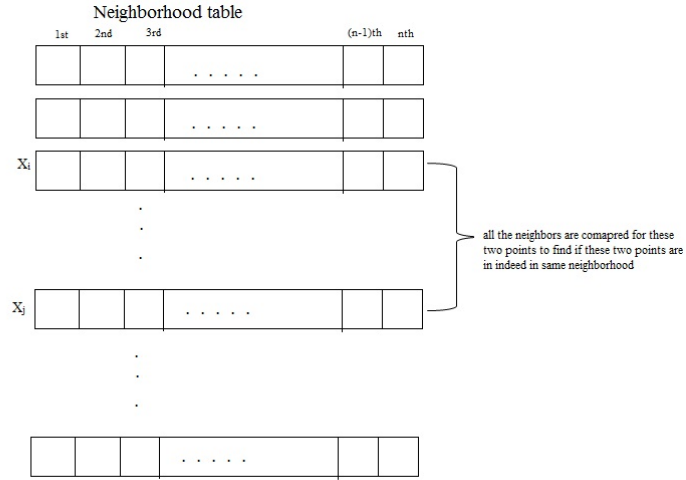 Neighborhood table
1st 2nd 3rd (n-1)th nth
. . . . .
. . . . .
Xi
. . . . .
all the neighbors are comapred for these
two points to find if these two points are
in indeed in same neighborhood
Xj
. . . . .
. . . . .